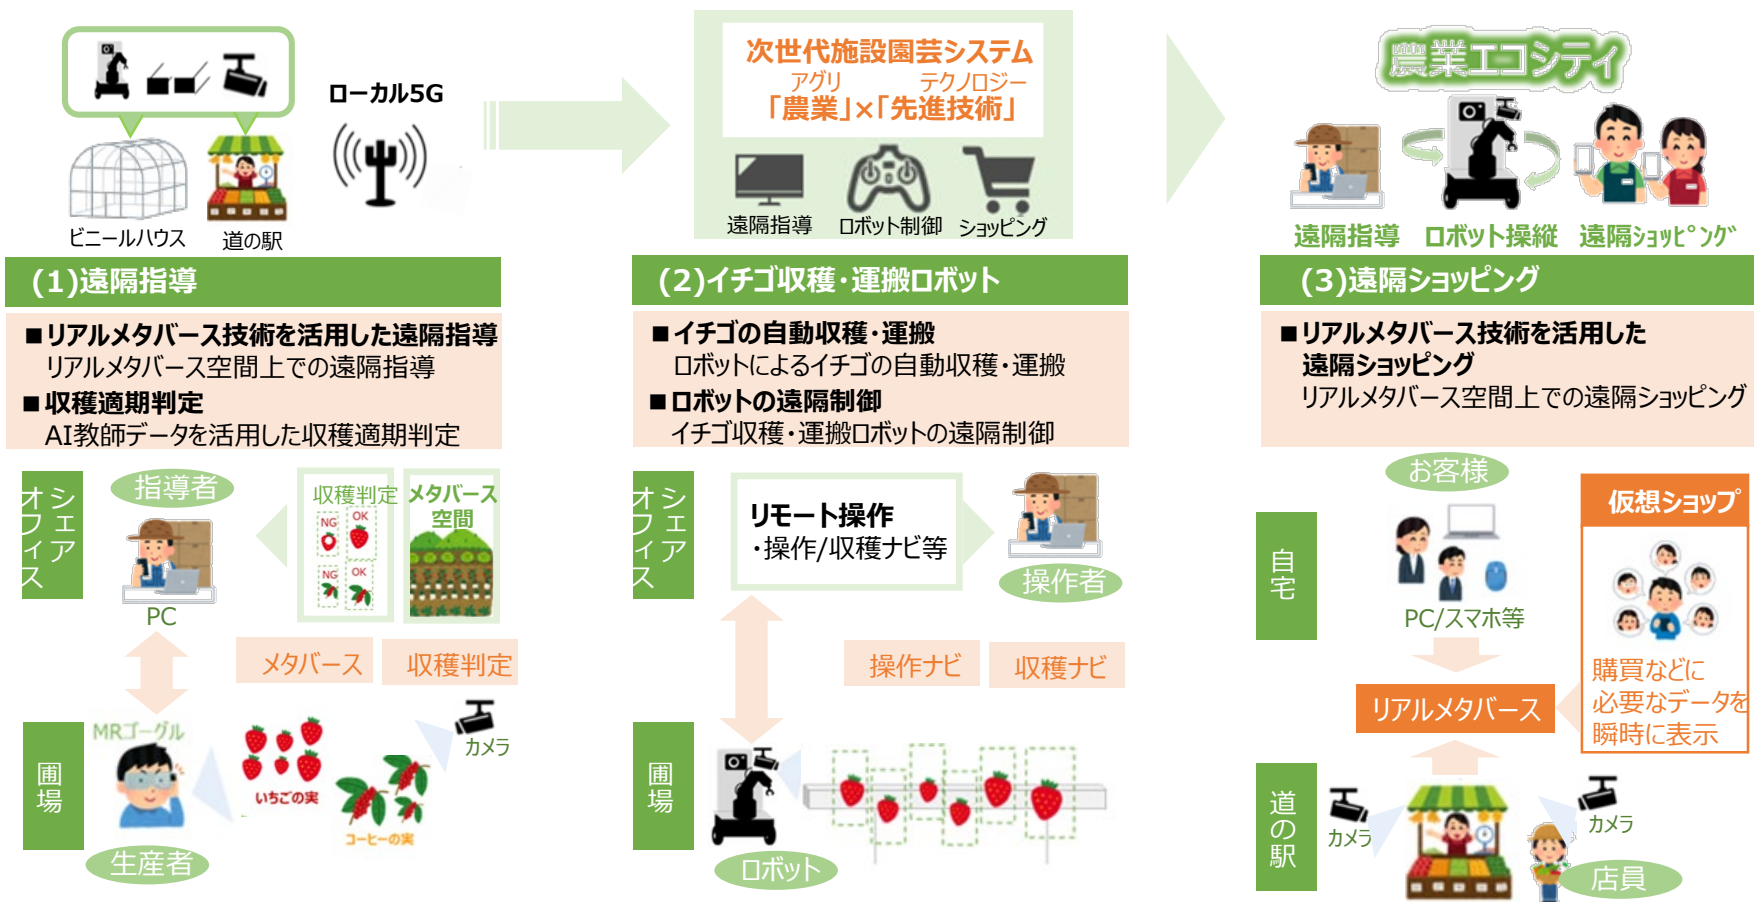 ローカル5G
ビニールハウス
道の駅
次世代施設園芸システム
アグリ テクノロジー
「農業」×「先進技術」
遠隔指導
ロボット制御
ショッピング
農業エコシティ
遠隔指導
ロボット操縦
遠隔ショッピング
(1)遠隔指導
■リアルメタバース技術を活用した遠隔指導
リアルメタバース空間上での遠隔指導
■収穫適期判定
AI教師データを活用した収穫適期判定
シェア
オフィス
指導者
PC
収穫判定
NG OK
NG OK
メタバース
空間
メタバース
収穫判定
圃場
MRゴーグル
いちごの実
コーヒーの実
カメラ
生産者
(2)イチゴ収穫・運搬ロボット
■イチゴの自動収穫・運搬
ロボットによるイチゴの自動収穫・運搬
■ロボットの遠隔制御
イチゴ収穫・運搬ロボットの遠隔制御
シェア
オフィス
リモート操作
・操作/収穫ナビ等
操作者
操作ナビ
収穫ナビ
圃場
ロボット
(3)遠隔ショッピング
■リアルメタバース技術を活用した
遠隔ショッピング
リアルメタバース空間上での遠隔ショッピング
自宅
お客様
PC/スマホ等
リアルメタバース
仮想ショップ
購買などに
必要なデータを
瞬時に表示
道の駅
カメラ
カメラ
店員